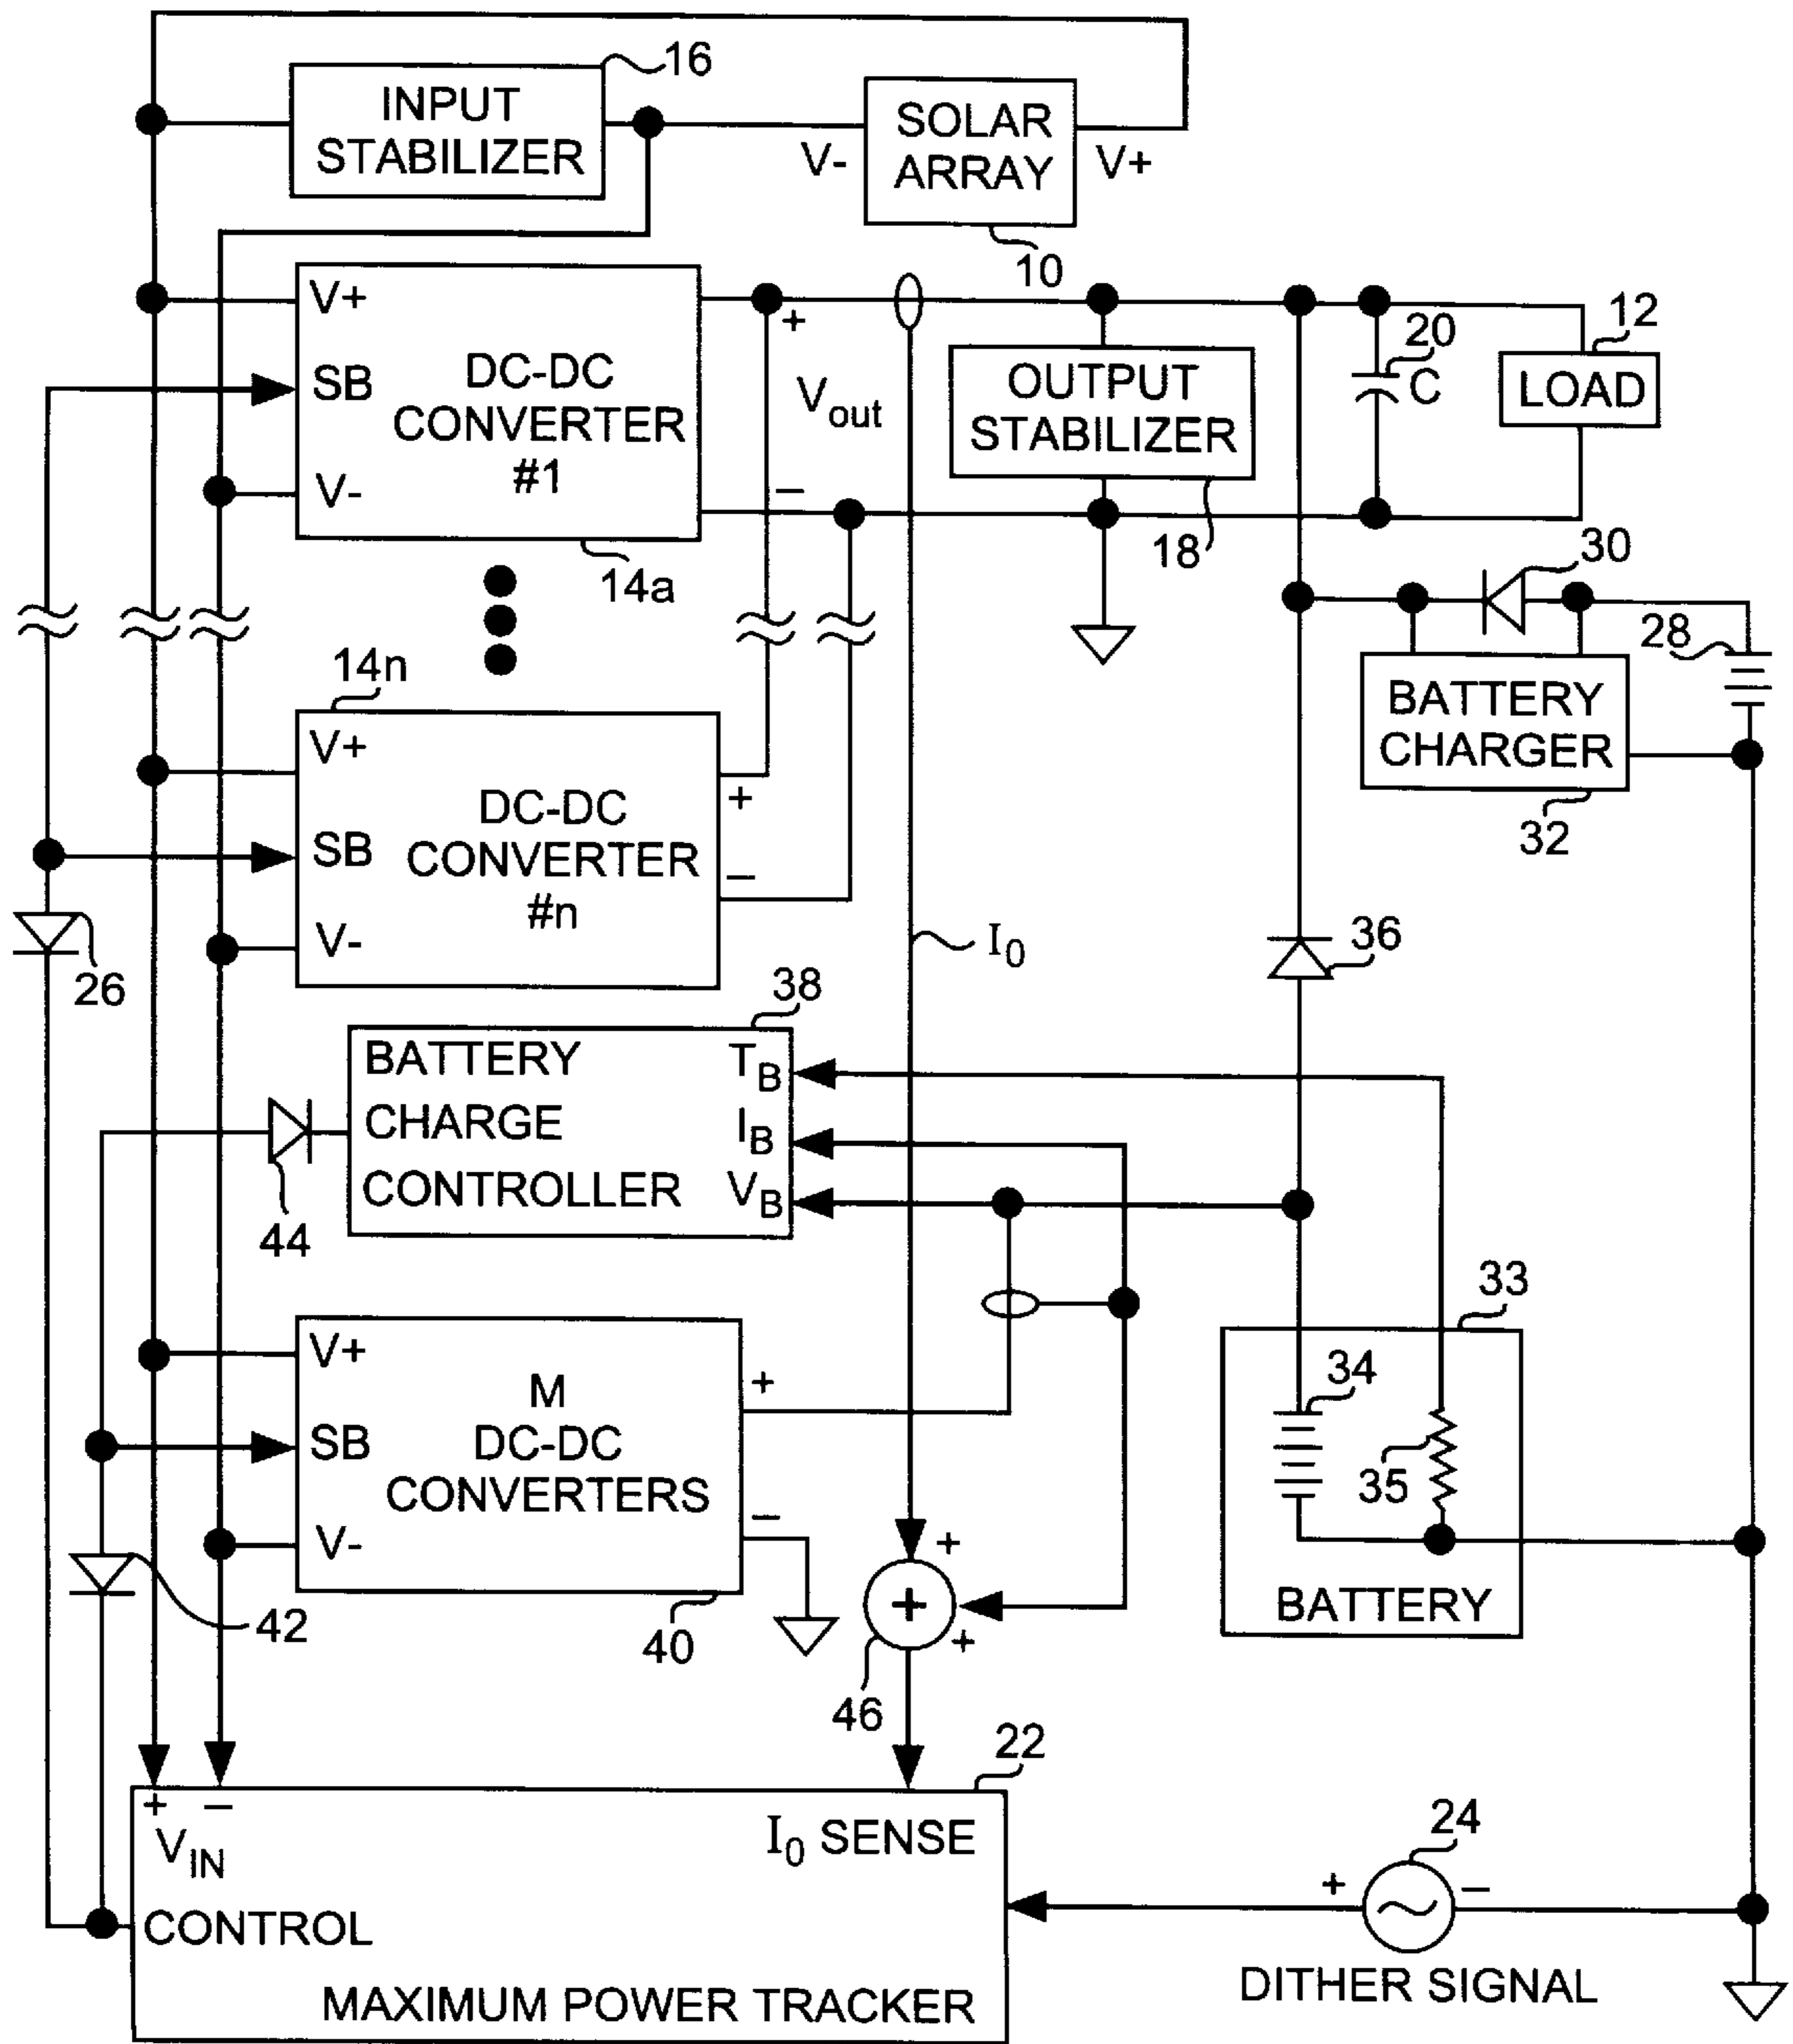 16
INPUT
STABILIZER
V-
SOLAR
ARRAY
V+
10
V+
SB
V-
DC-DC
CONVERTER
#1
14a
+
Vout
–
OUTPUT
STABILIZER
18
20
C
12
LOAD
30
28
BATTERY
CHARGER
32
14n
V+
SB
V-
DC-DC
CONVERTER
#n
+
–
26
I0
36
38
BATTERY
CHARGE
CONTROLLER
TB
IB
VB
44
33
34
35
BATTERY
V+
SB
V-
M
DC-DC
CONVERTERS
+
–
40
42
+
+
+
46
22
+ –
VIN
I0 SENSE
CONTROL
MAXIMUM POWER TRACKER
24
+ –
DITHER SIGNAL